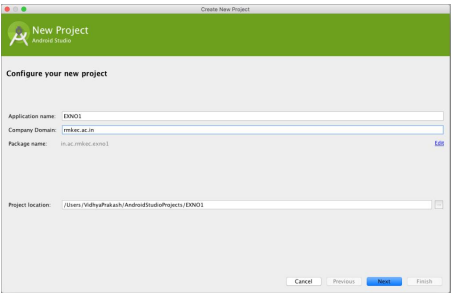 Create New Project
New Project
Android Studio
Configure your new project
Application name: EXNO1
Company Domain: rmkec.ac.in
Package name: in.ac.rmkec.exno1 Edit
Project location: /Users/VidhyaPrakash/AndroidStudioProjects/EXNO1
Cancel Previous Next Finish